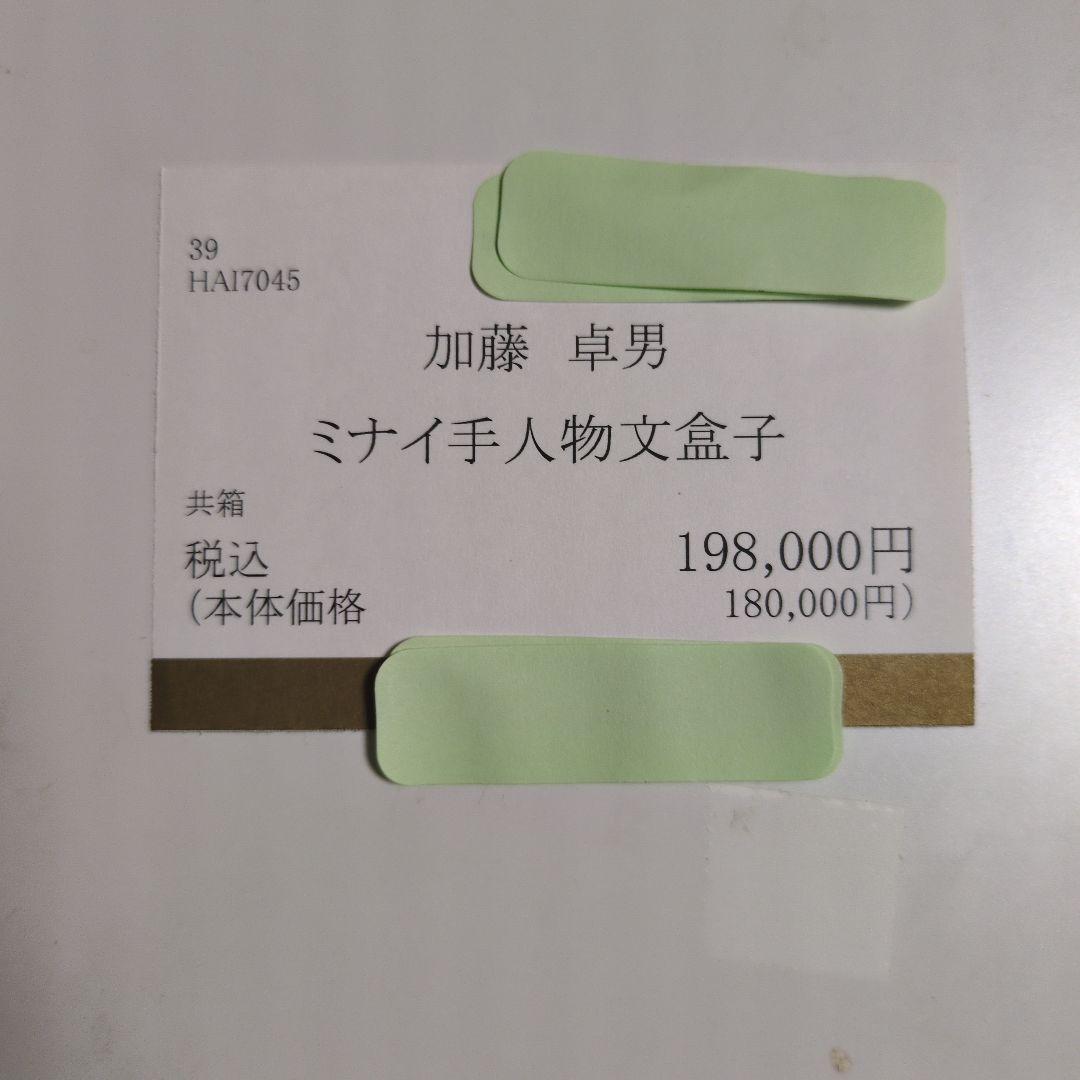 39
HAI7045
加藤 卓男
ミナイ手人物文盒子
共箱
税込 198,000円
(本体価格 180,000円)